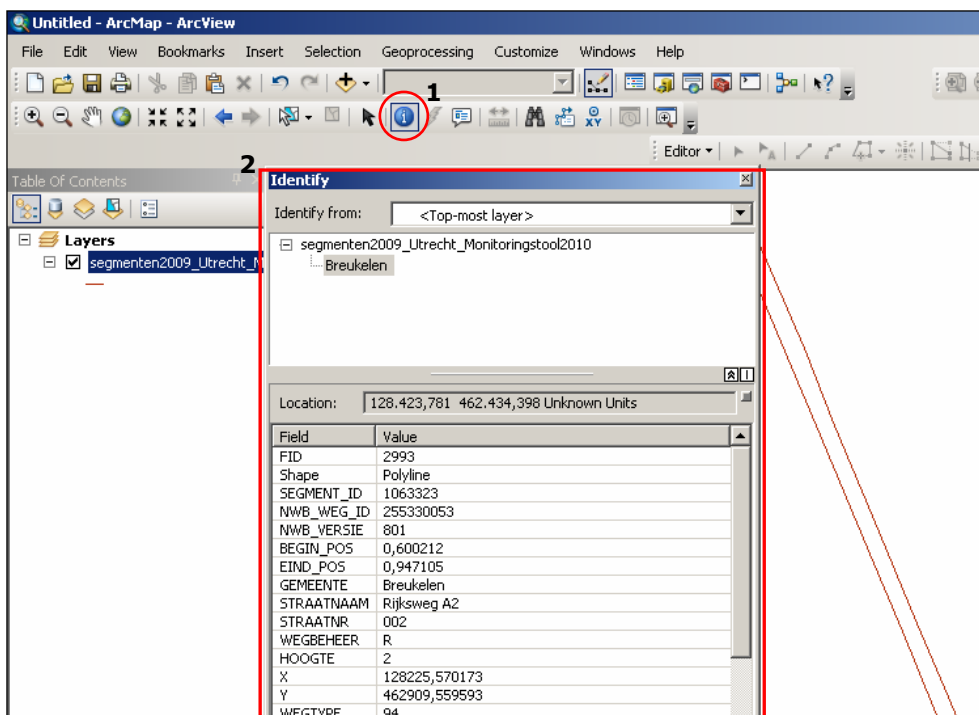 Untitled - ArcMap - ArcView
File Edit View Bookmarks Insert Selection Geoprocessing Customize Windows Help
1
XY
Editor
2
Table Of Contents
Identify
Identify from: <Top-most layer>
Layers
segmenten2009_Utrecht_Monitoringstool2010
segmenten2009_Utrecht_M
Breukelen
Location: 128.423,781 462.434,398 Unknown Units
Field Value
FID 2993
Shape Polyline
SEGMENT_ID 1063323
NWB_WEG_ID 255330053
NWB_VERSIE 801
BEGIN_POS 0,600212
EIND_POS 0,947105
GEMEENTE Breukelen
STRAATNAAM Rijksweg A2
STRAATNR 002
WEGBEHEER R
HOOGTE 2
X 128225,570173
Y 462909,559593
WEGTYPE 94